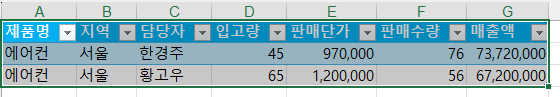 A B C D E F G
제품명 지역 담당자 입고량 판매단가 판매수량 매출액
에어컨 서울 한경주 45 970,000 76 73,720,000
에어컨 서울 황고우 65 1,200,000 56 67,200,000